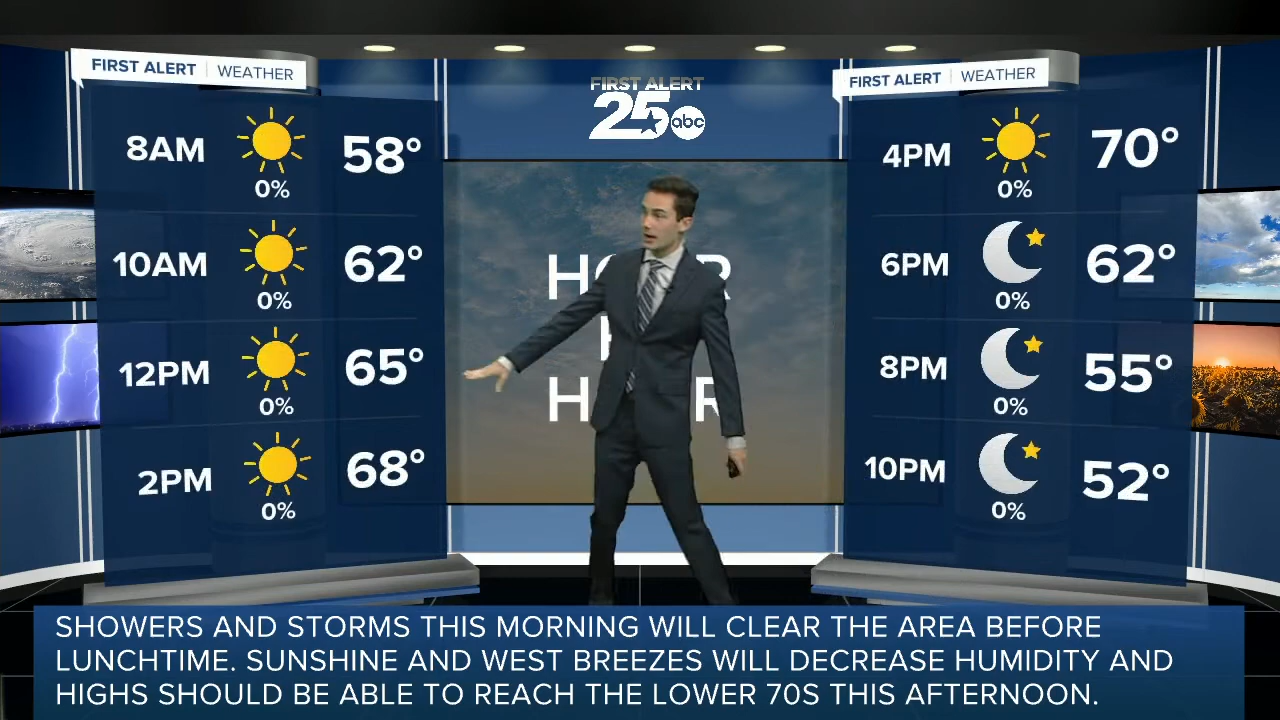 FIRST ALERT | WEATHER
8AM 0% 58°
10AM 0% 62°
12PM 0% 65°
2PM 0% 68°
FIRST ALERT
25 abc
H R
H R
FIRST ALERT | WEATHER
4PM 0% 70°
6PM 0% 62°
8PM 0% 55°
10PM 0% 52°
SHOWERS AND STORMS THIS MORNING WILL CLEAR THE AREA BEFORE
LUNCHTIME. SUNSHINE AND WEST BREEZES WILL DECREASE HUMIDITY AND
HIGHS SHOULD BE ABLE TO REACH THE LOWER 70S THIS AFTERNOON.